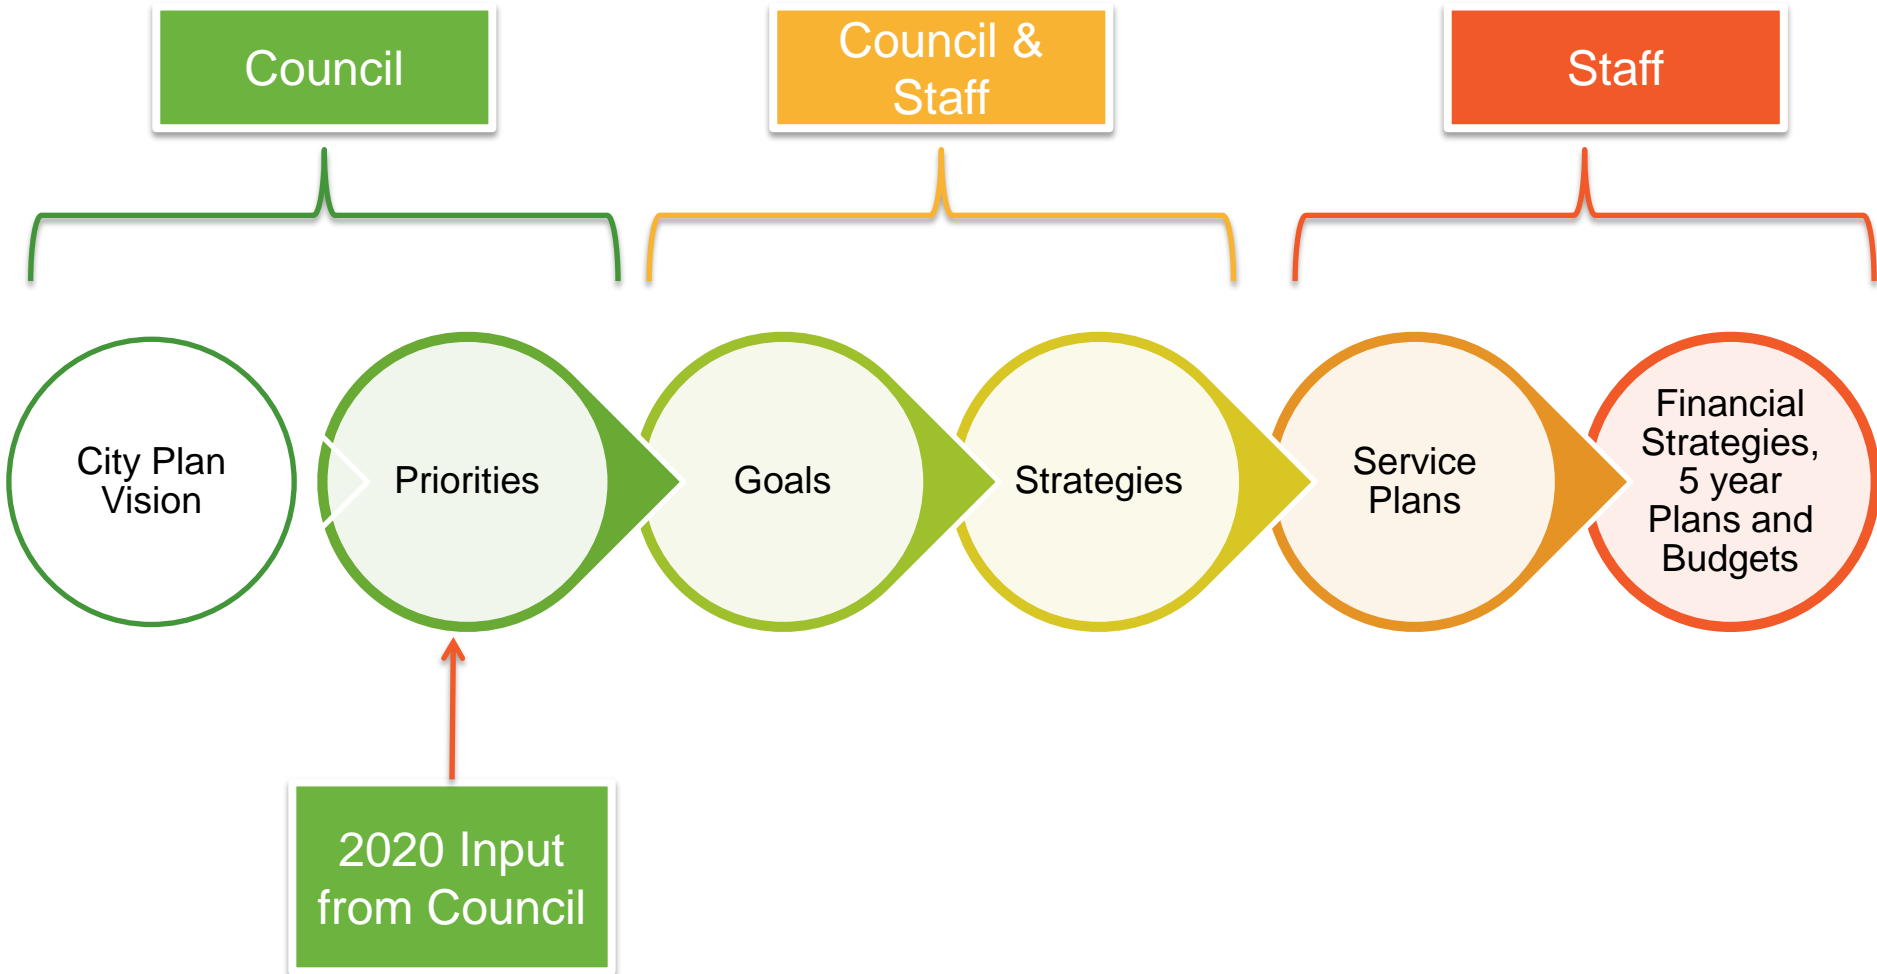 Council
Council &
Staff
Staff
City Plan
Vision
Priorities
Goals
Strategies
Service
Plans
Financial
Strategies,
5 year
Plans and
Budgets
2020 Input
from Council